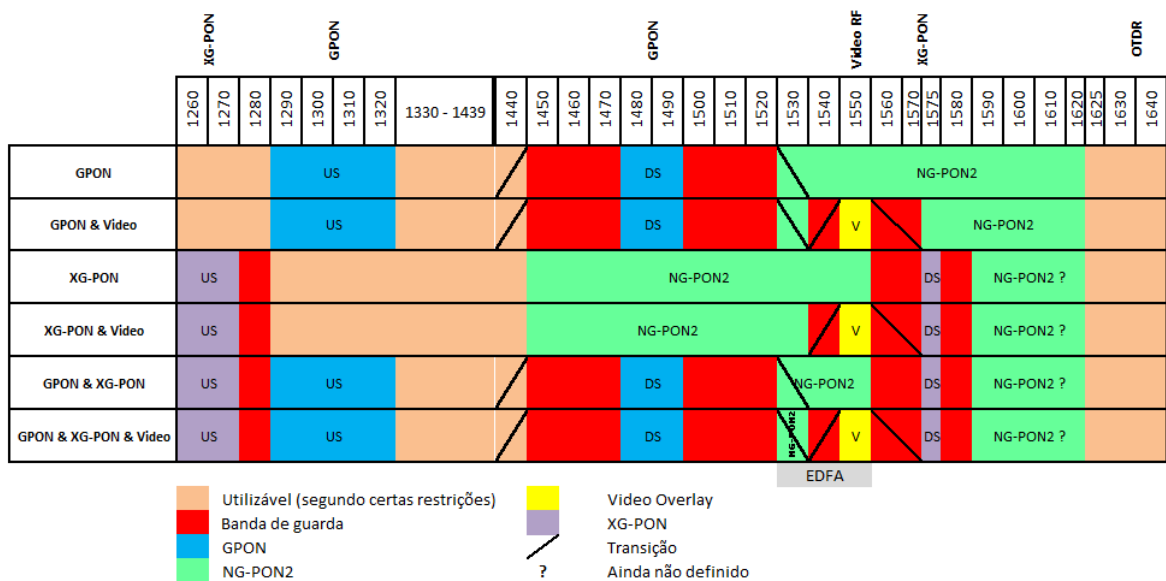 XG-PON GPON GPON Vídeo RF XG-PON OTDR
1260 1270 1280 1290 1300 1310 1320 1330 - 1439 1440 1450 1460 1470 1480 1490 1500 1510 1520 1530 1540 1550 1560 1570 1575 1580 1590 1600 1610 1620 1625 1630 1640
GPON US DS NG-PON2
GPON & Video US DS V NG-PON2
XG-PON US NG-PON2 DS NG-PON2 ?
XG-PON & Video US NG-PON2 V DS NG-PON2 ?
GPON & XG-PON US US DS NG-PON2 DS NG-PON2 ?
GPON & XG-PON & Video US US DS NG-PON2 V DS NG-PON2 ?
EDFA
Utilizável (segundo certas restrições) Video Overlay
Banda de guarda XG-PON
GPON Transição
NG-PON2 ? Ainda não definido